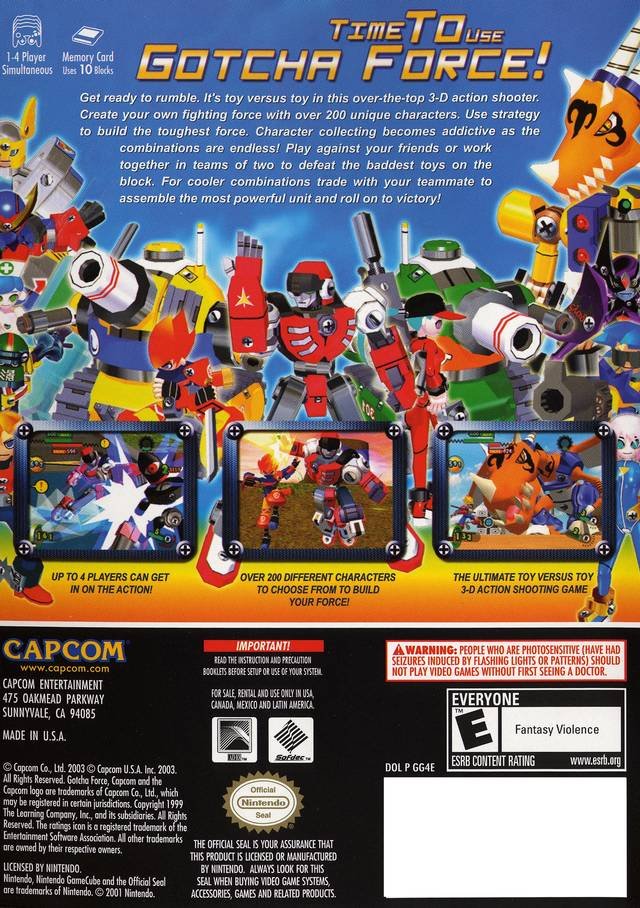 1-4 Player
Simultaneous
Memory Card
Uses 10 Blocks
TIME TO USE
GOTCHA FORCE!
Get ready to rumble. It's toy versus toy in this over-the-top 3-D action shooter.
Create your own fighting force with over 200 unique characters. Use strategy
to build the toughest force. Character collecting becomes addictive as the
combinations are endless! Play against your friends or work
together in teams of two to defeat the baddest toys on the
block. For cooler combinations trade with your teammate to
assemble the most powerful unit and roll on to victory!
UP TO 4 PLAYERS CAN GET
IN ON THE ACTION!
OVER 200 DIFFERENT CHARACTERS
TO CHOOSE FROM TO BUILD
YOUR FORCE!
THE ULTIMATE TOY VERSUS TOY
3-D ACTION SHOOTING GAME
CAPCOM
www.capcom.com
CAPCOM ENTERTAINMENT
475 OAKMEAD PARKWAY
SUNNYVALE, CA 94085
MADE IN U.S.A.
© Capcom Co., Ltd. 2003 © Capcom U.S.A. Inc. 2003.
All Rights Reserved. Gotcha Force, Capcom and the
Capcom logo are trademarks of Capcom Co., Ltd., which
may be registered in certain jurisdictions. Copyright 1999
The Learning Company, Inc., and its subsidiaries. All Rights
Reserved. The ratings icon is a registered trademark of the
Entertainment Software Association. All other trademarks
are owned by their respective owners.
LICENSED BY NINTENDO.
Nintendo, Nintendo GameCube and the Official Seal
are trademarks of Nintendo. © 2001 Nintendo.
IMPORTANT!
READ THE INSTRUCTION AND PRECAUTION
BOOKLETS BEFORE SETUP OR USE OF YOUR SYSTEM.
FOR SALE, RENTAL AND USE ONLY IN USA,
CANADA, MEXICO AND LATIN AMERICA.
Official
Nintendo
Seal
THE OFFICIAL SEAL IS YOUR ASSURANCE THAT
THIS PRODUCT IS LICENSED OR MANUFACTURED
BY NINTENDO. ALWAYS LOOK FOR THIS
SEAL WHEN BUYING VIDEO GAME SYSTEMS,
ACCESSORIES, GAMES AND RELATED PRODUCTS.
WARNING: PEOPLE WHO ARE PHOTOSENSITIVE (HAVE HAD
SEIZURES INDUCED BY FLASHING LIGHTS OR PATTERNS) SHOULD
NOT PLAY VIDEO GAMES WITHOUT FIRST SEEING A DOCTOR.
EVERYONE
E
Fantasy Violence
ESRB CONTENT RATING
www.esrb.org
DOL P GG4E